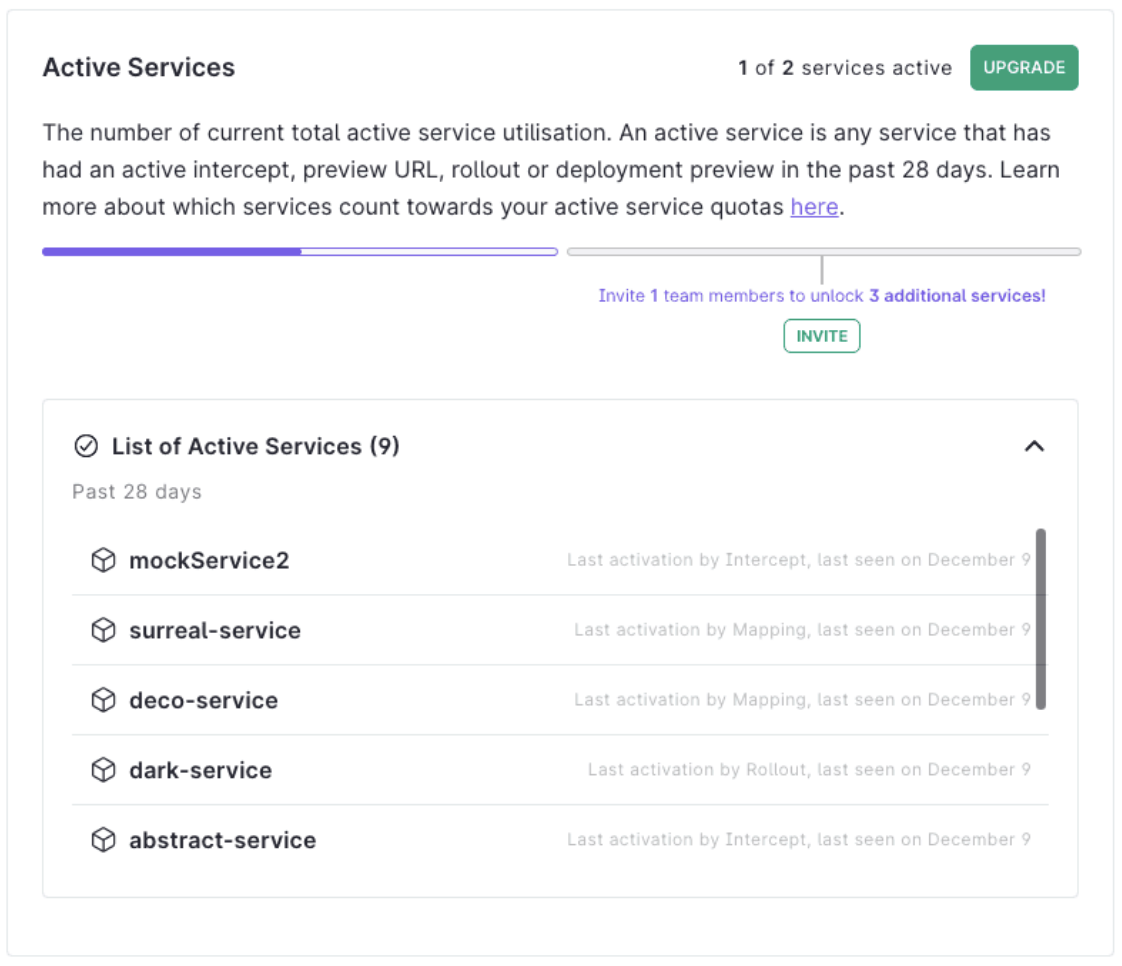 Active Services
1 of 2 services active
UPGRADE
The number of current total active service utilisation. An active service is any service that has
had an active intercept, preview URL, rollout or deployment preview in the past 28 days. Learn
more about which services count towards your active service quotas here.
Invite 1 team members to unlock 3 additional services!
INVITE
List of Active Services (9)
Past 28 days
mockService2
Last activation by Intercept, last seen on December 9
surreal-service
Last activation by Mapping, last seen on December 9
deco-service
Last activation by Mapping, last seen on December 9
dark-service
Last activation by Rollout, last seen on December 9
abstract-service
Last activation by Intercept, last seen on December 9